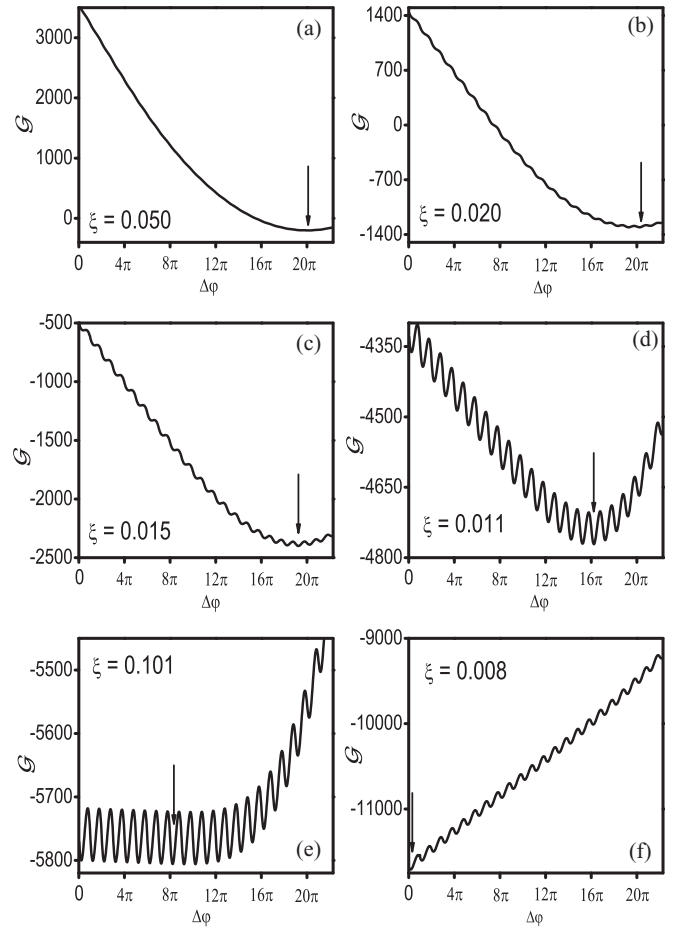 (a)
3500
3000
2000
1000
0
𝒢
ξ = 0.050
0 4π 8π 12π 16π 20π
Δφ
(b)
1400
700
0
-700
-1400
𝒢
ξ = 0.020
0 4π 8π 12π 16π 20π
Δφ
(c)
-500
-1000
-1500
-2000
-2500
𝒢
ξ = 0.015
0 4π 8π 12π 16π 20π
Δφ
(d)
-4350
-4500
-4650
-4800
𝒢
ξ = 0.011
0 4π 8π 12π 16π 20π
Δφ
ξ = 0.101
-5500
-5600
-5700
-5800
𝒢
(e)
0 4π 8π 12π 16π 20π
Δφ
-9000
ξ = 0.008
-10000
-11000
𝒢
(f)
0 4π 8π 12π 16π 20π
Δφ